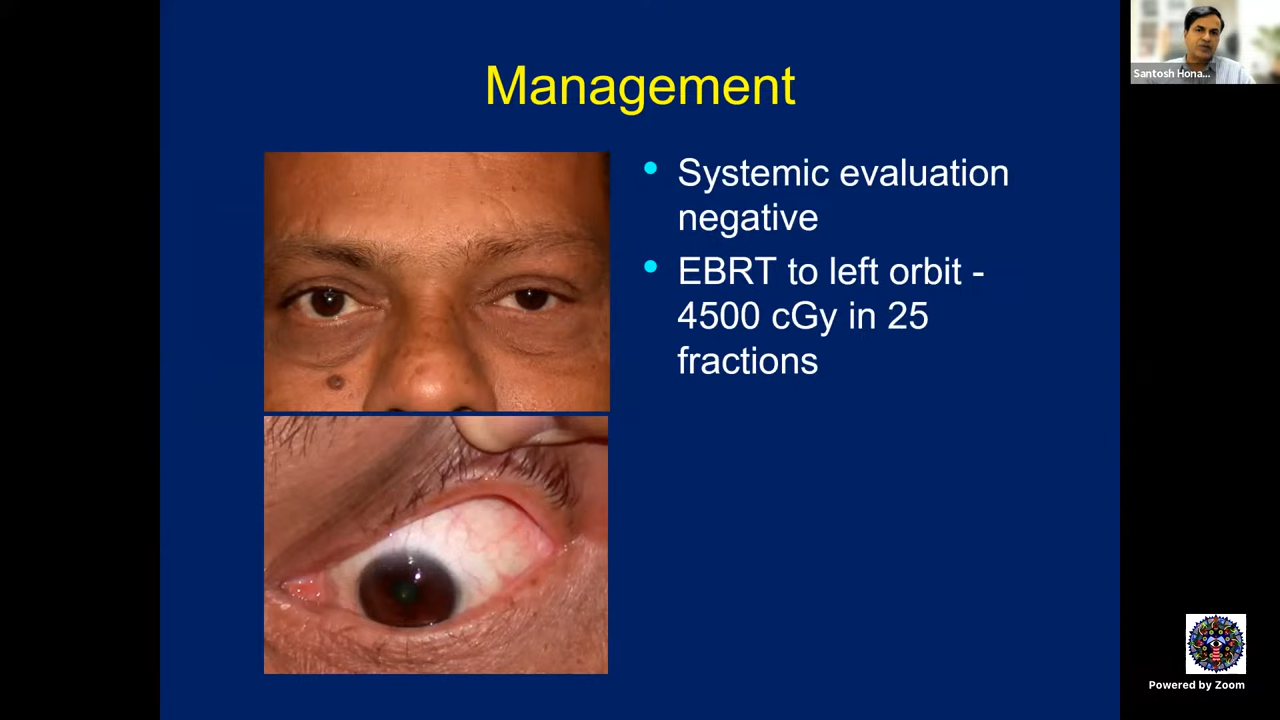 Management
Systemic evaluation
negative
EBRT to left orbit -
4500 cGy in 25
fractions
Santosh Hona...
Powered by Zoom